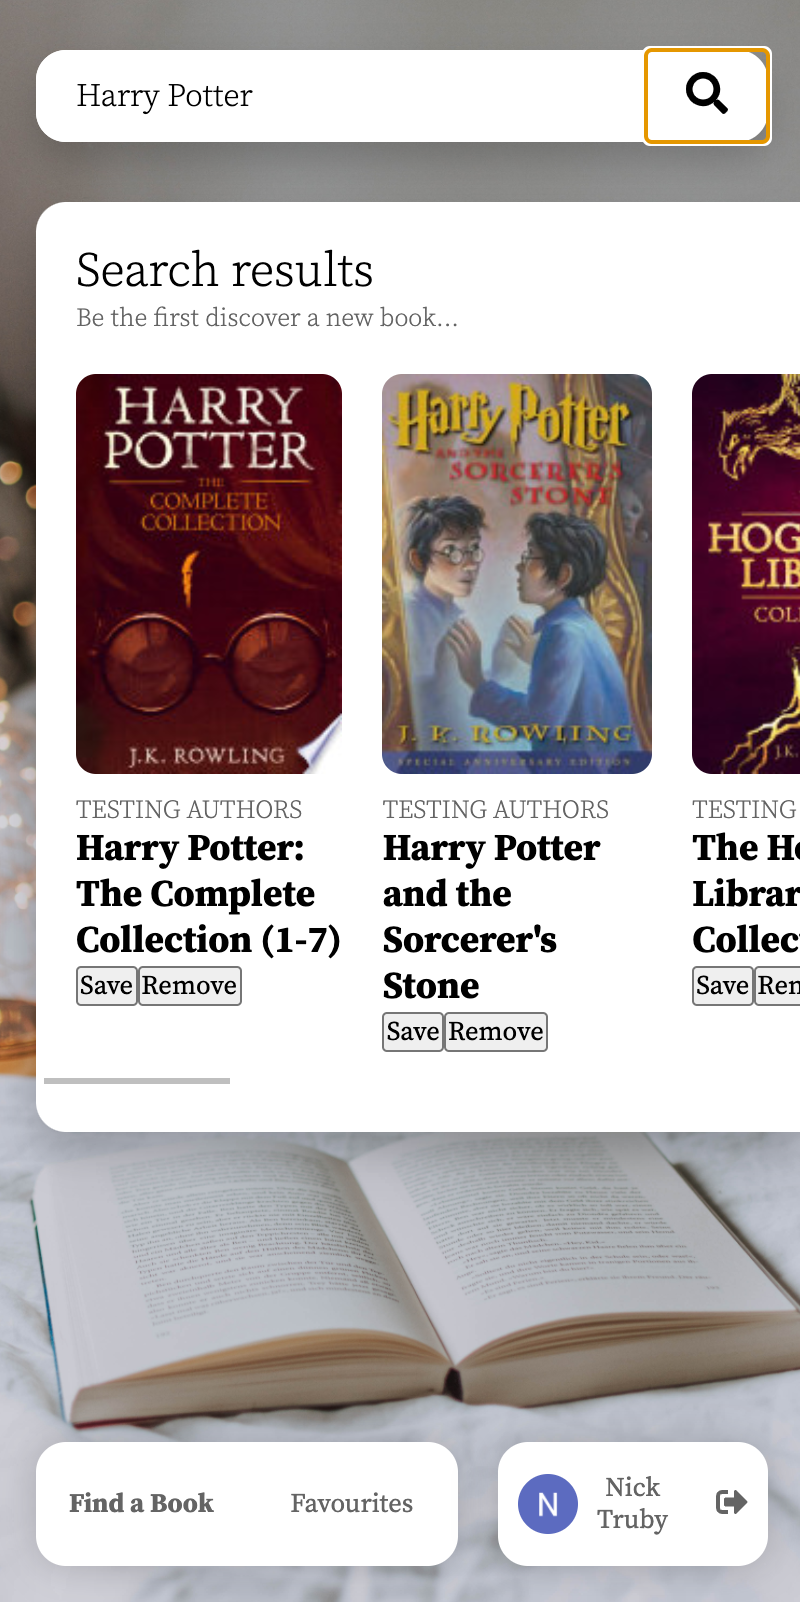 Harry Potter
Search results
Be the first discover a new book...
HARRY
POTTER
THE
COMPLETE
COLLECTION
J.K. ROWLING
TESTING AUTHORS
Harry Potter:
The Complete
Collection (1-7)
Save Remove
Harry Potter
AND THE
SORCERER'S
STONE
J. K. ROWLING
SPECIAL ANNIVERSARY EDITION
TESTING AUTHORS
Harry Potter
and the
Sorcerer's
Stone
Save Remove
HOG
LIB
COL
J.K.
TESTING
The Ho
Librar
Collec
Save Ren
Find a Book
Favourites
N
Nick
Truby